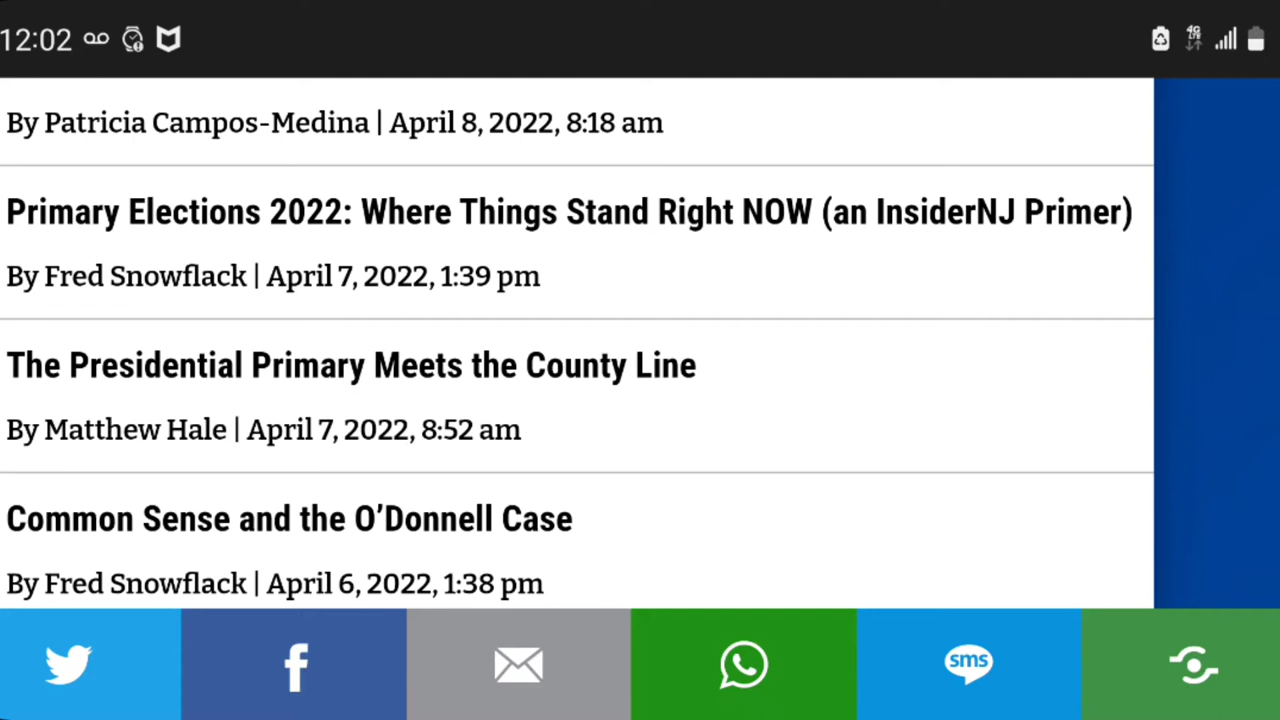 12:02
4G LTE
By Patricia Campos-Medina | April 8, 2022, 8:18 am
Primary Elections 2022: Where Things Stand Right NOW (an InsiderNJ Primer)
By Fred Snowflack | April 7, 2022, 1:39 pm
The Presidential Primary Meets the County Line
By Matthew Hale | April 7, 2022, 8:52 am
Common Sense and the O’Donnell Case
By Fred Snowflack | April 6, 2022, 1:38 pm
sms